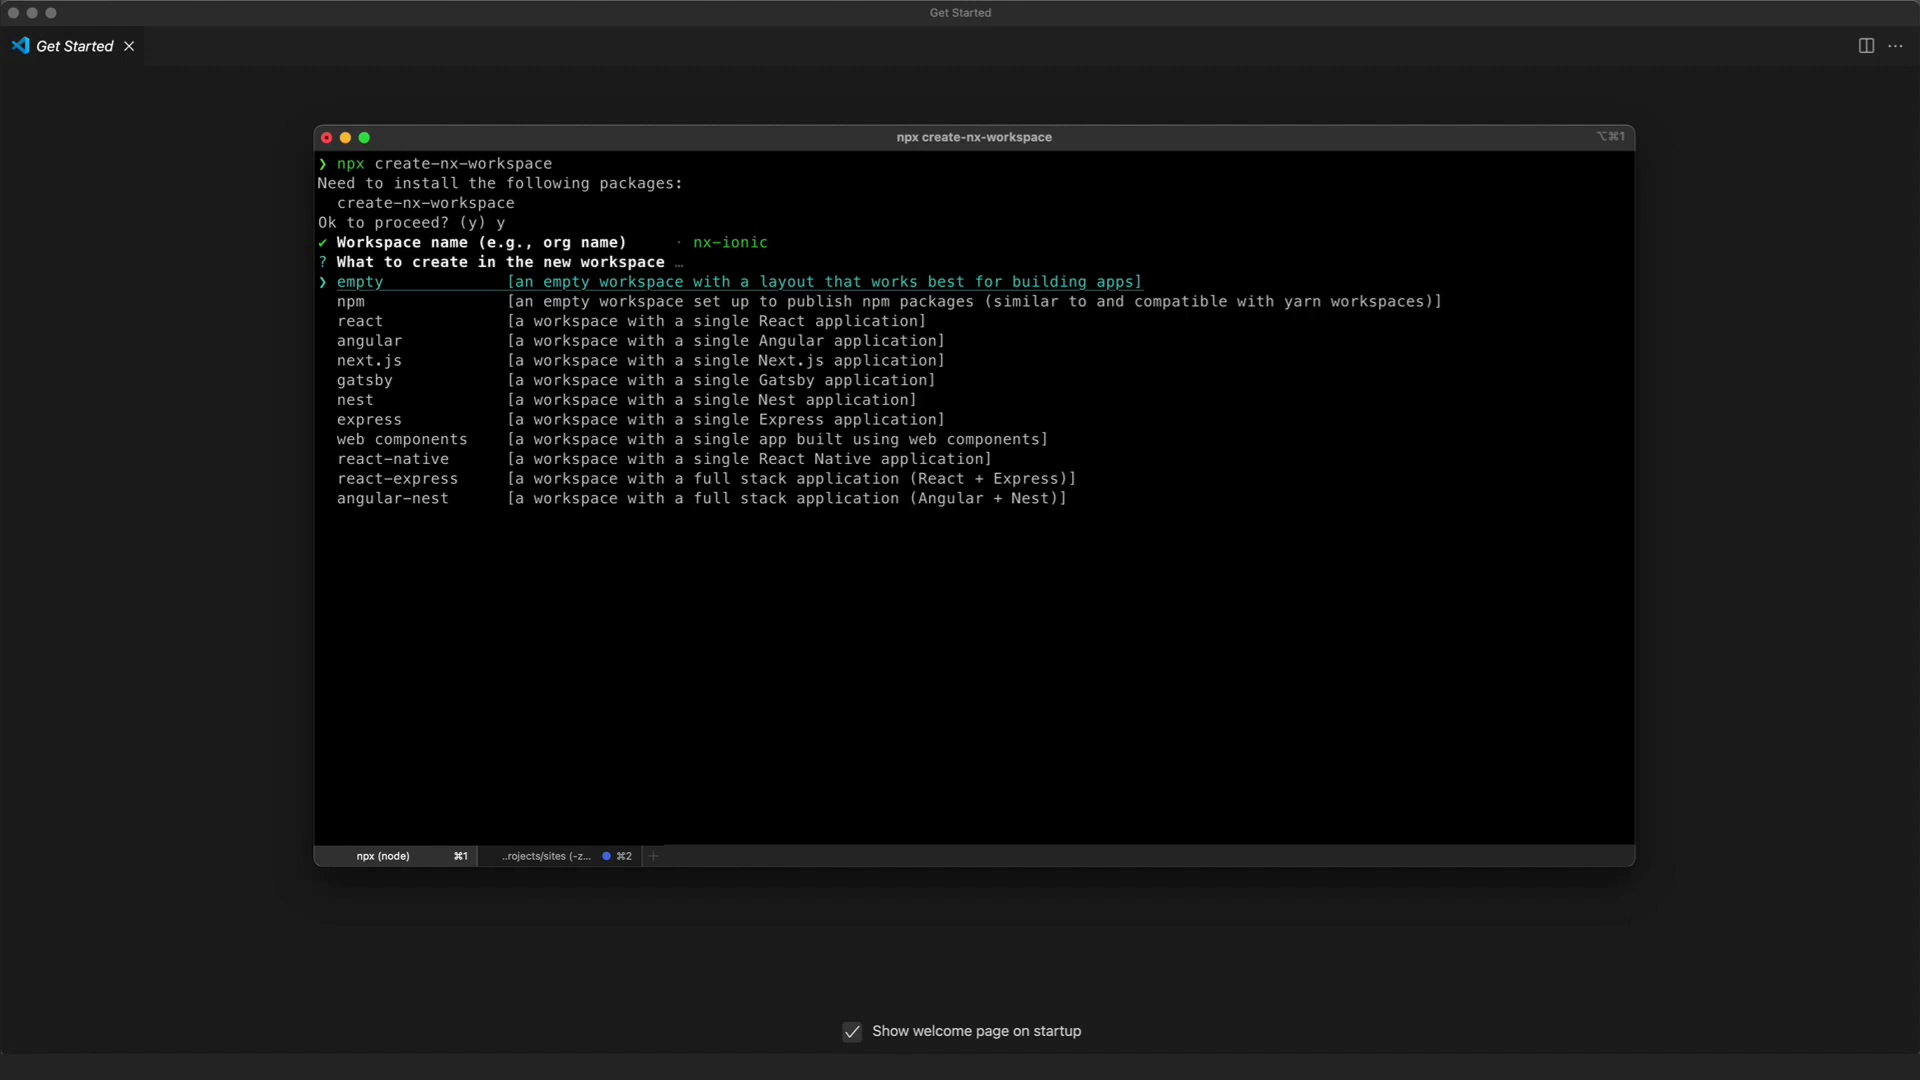 Get Started
Get Started
npx create-nx-workspace
⌥⌘1
❯ npx create-nx-workspace
Need to install the following packages:
create-nx-workspace
Ok to proceed? (y) y
✔ Workspace name (e.g., org name) · nx-ionic
? What to create in the new workspace …
❯ empty [an empty workspace with a layout that works best for building apps]
npm [an empty workspace set up to publish npm packages (similar to and compatible with yarn workspaces)]
react [a workspace with a single React application]
angular [a workspace with a single Angular application]
next.js [a workspace with a single Next.js application]
gatsby [a workspace with a single Gatsby application]
nest [a workspace with a single Nest application]
express [a workspace with a single Express application]
web components [a workspace with a single app built using web components]
react-native [a workspace with a single React Native application]
react-express [a workspace with a full stack application (React + Express)]
angular-nest [a workspace with a full stack application (Angular + Nest)]
npx (node) ⌘1 ..rojects/sites (-z... ⌘2 +
Show welcome page on startup